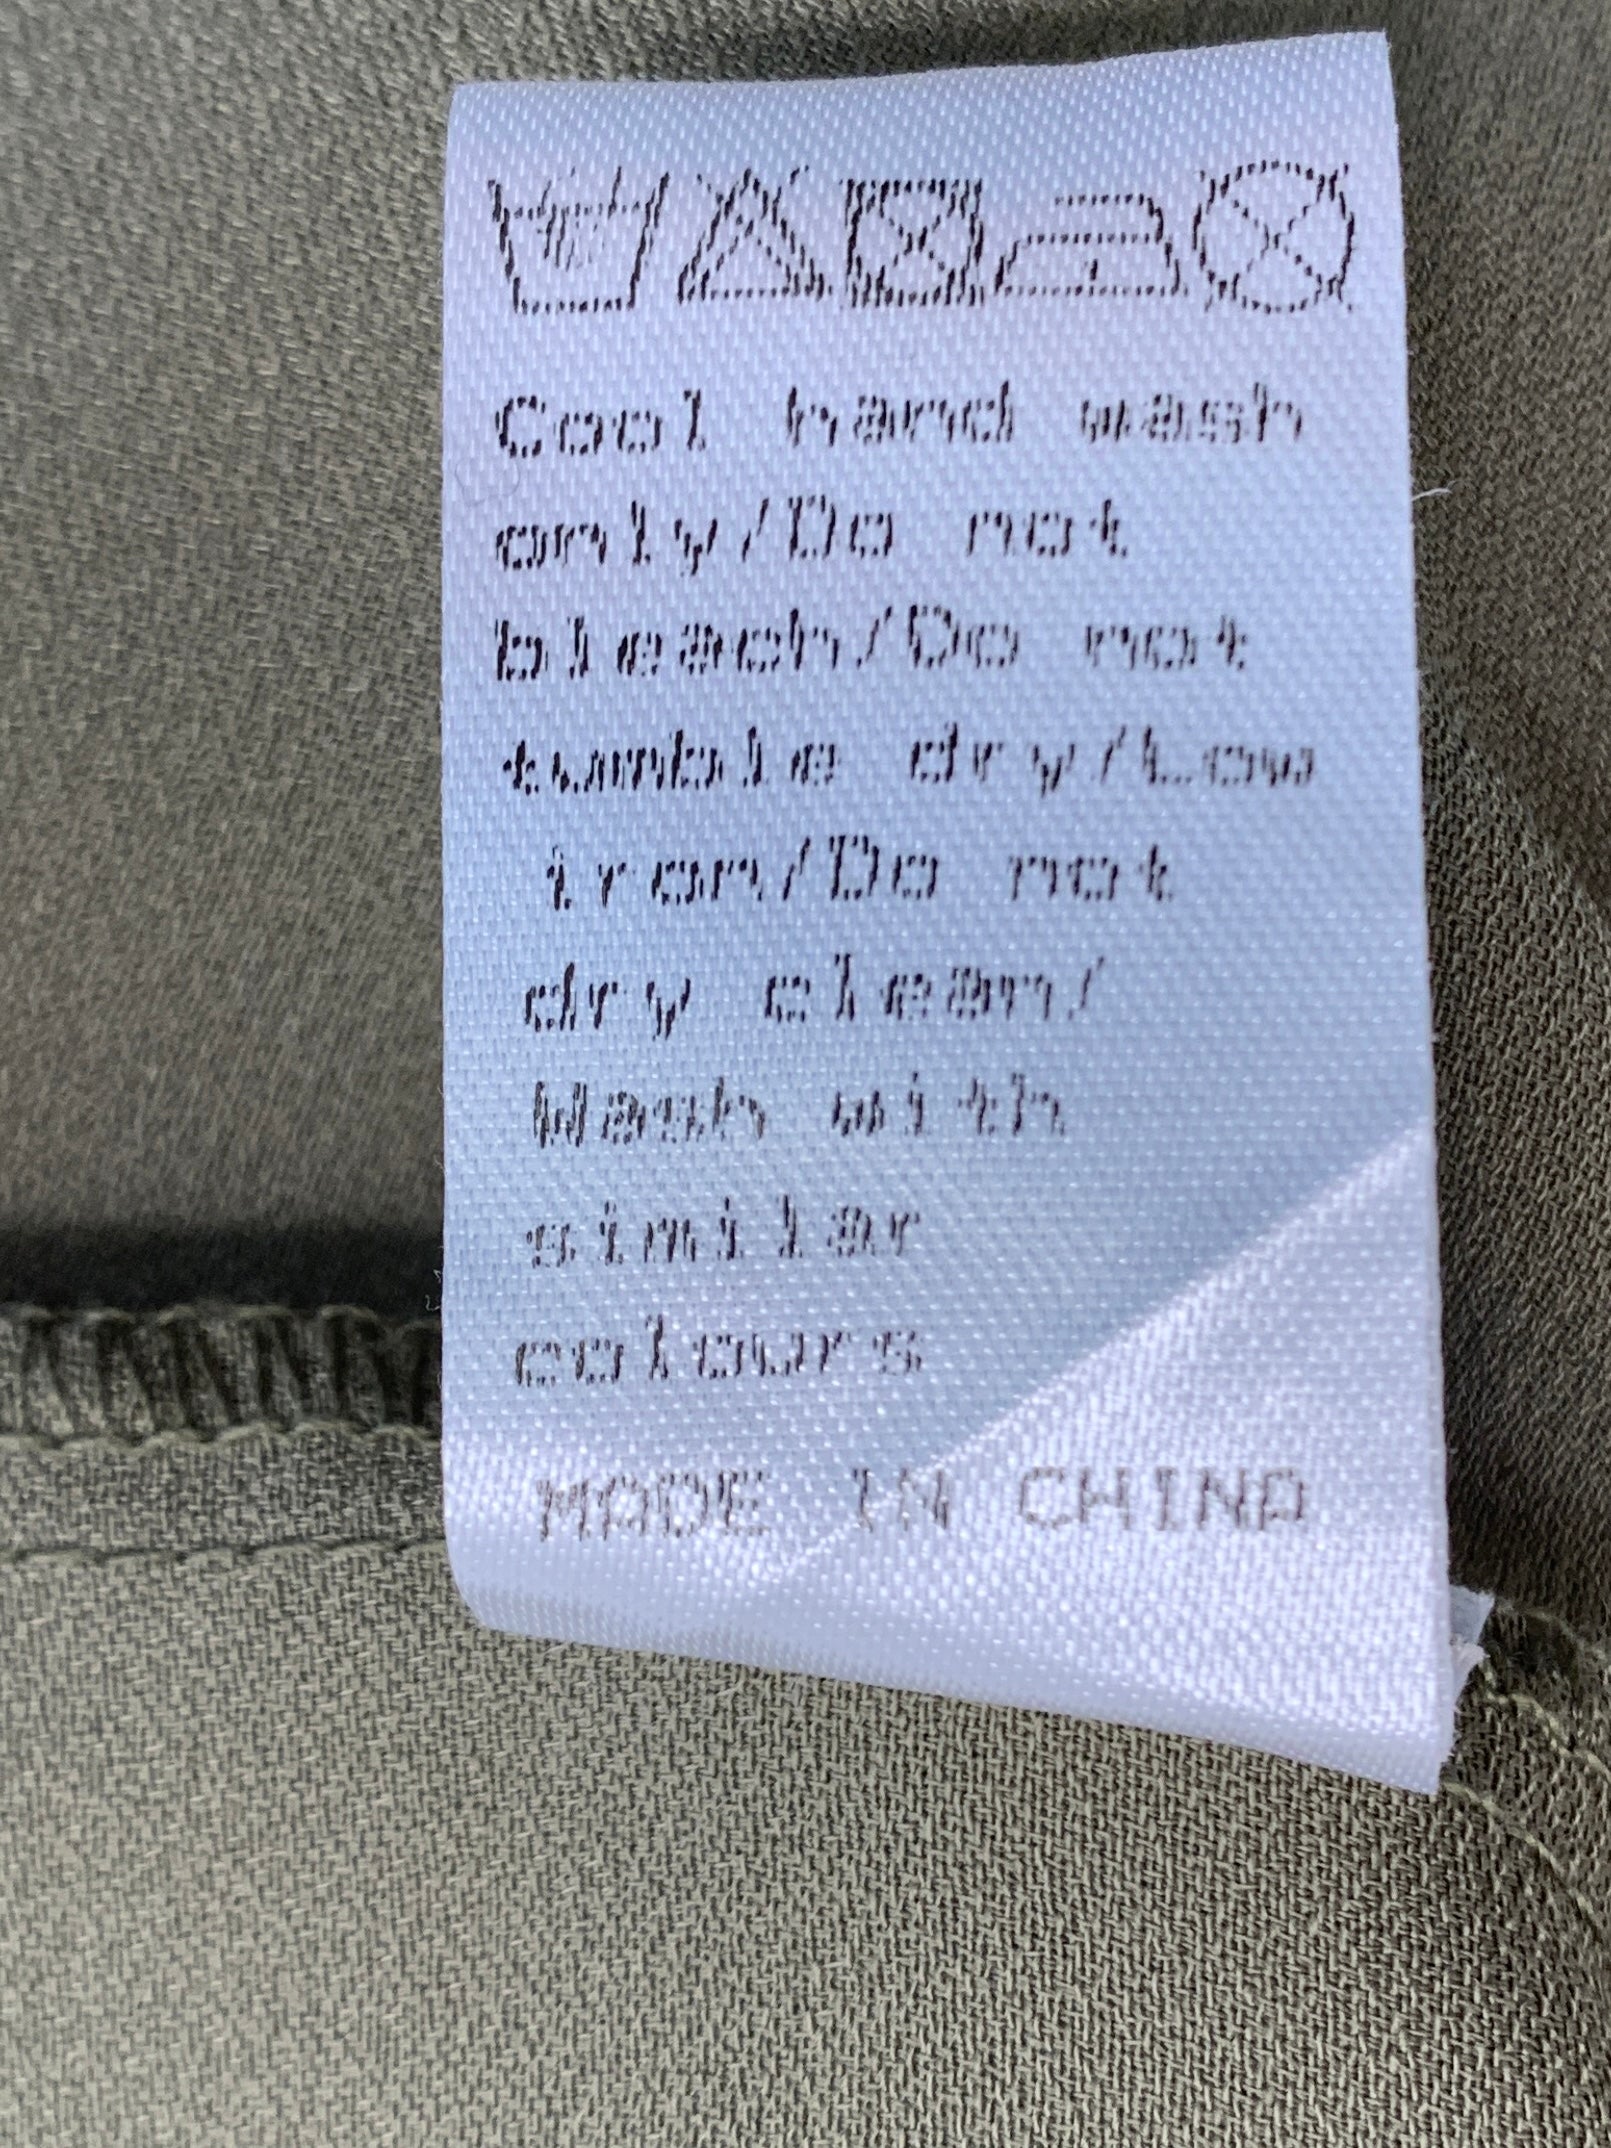 Cool hand wash
only/Do not
bleach/Do not
tumble dry/Low
iron/Do not
dry clean/
Wash with
similar
colours
MADE IN CHINA